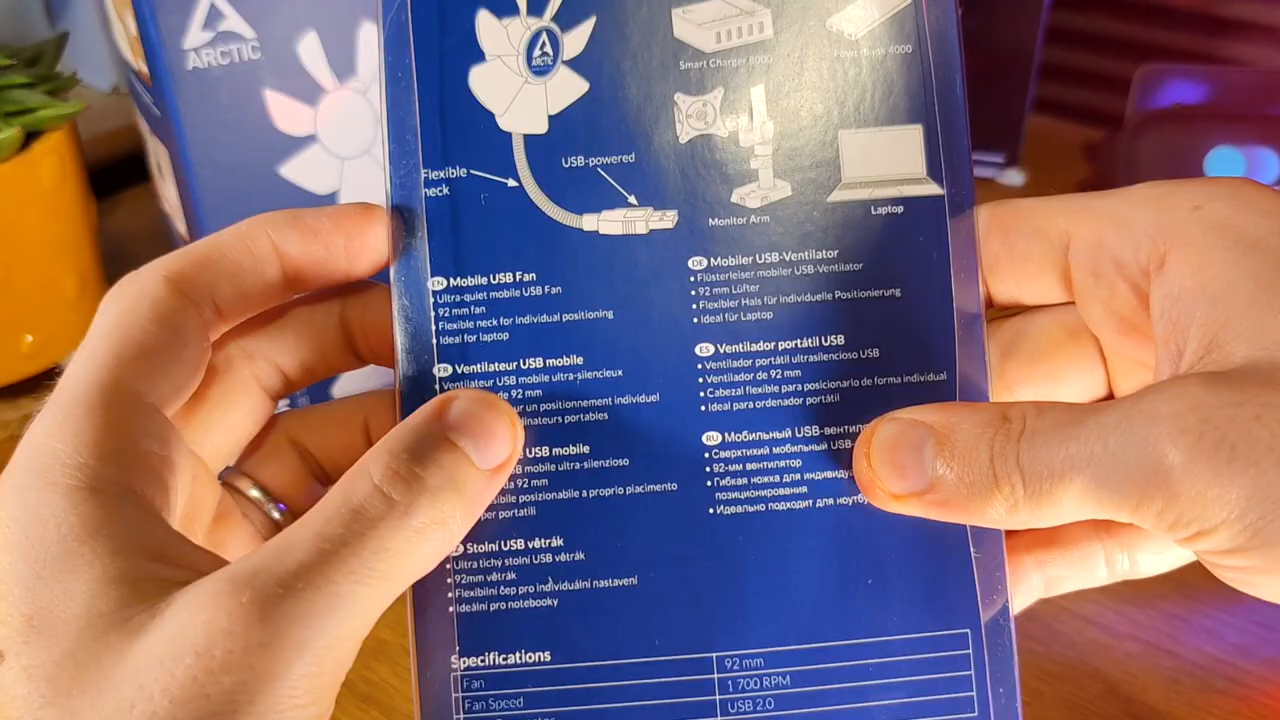 ARCTIC
ARCTIC
Smart Charger 8000
Powerbank 4000
Flexible
neck
USB-powered
Monitor Arm
Laptop
EN Mobile USB Fan
• Ultra-quiet mobile USB Fan
• 92 mm fan
• Flexible neck for individual positioning
• Ideal for laptop
FR Ventilateur USB mobile
Ventilateur USB mobile ultra-silencieux
de 92 mm
ur un positionnement individuel
dinateurs portables
USB mobile
SB mobile ultra-silenzioso
da 92 mm
sibile posizionabile a proprio piacimento
per portatili
Z Stolní USB větrák
• Ultra tichý stolní USB větrák
• 92mm větrák
• Flexibilní čep pro individuální nastavení
• Ideální pro notebooky
DE Mobiler USB-Ventilator
• Flüsterleiser mobiler USB-Ventilator
• 92 mm Lüfter
• Flexibler Hals für individuelle Positionierung
• Ideal für Laptop
ES Ventilador portátil USB
• Ventilador portátil ultrasilencioso USB
• Ventilador de 92 mm
• Cabezal flexible para posicionarlo de forma individual
• Ideal para ordenador portátil
RU Мобильный USB-вентил
• Сверхтихий мобильный USB-
• 92-мм вентилятор
• Гибкая ножка для индивиду
позиционирования
• Идеально подходит для ноутбу
Specifications
Fan 92 mm
Fan Speed 1 700 RPM
USB 2.0